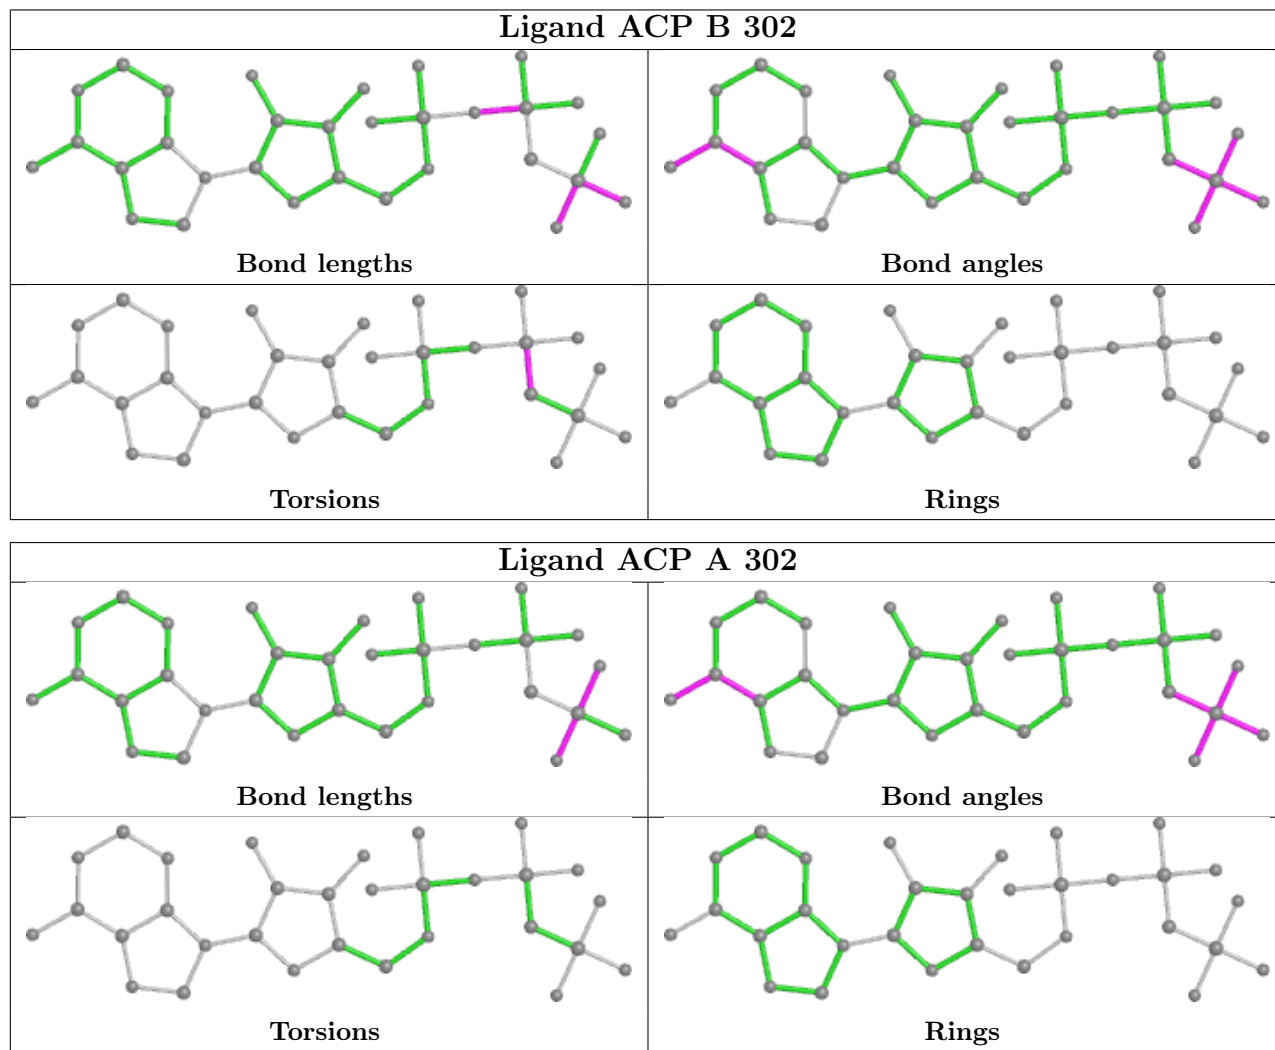 Ligand ACP B 302
Bond lengths
Bond angles
Torsions
Rings
Ligand ACP A 302
Bond lengths
Bond angles
Torsions
Rings